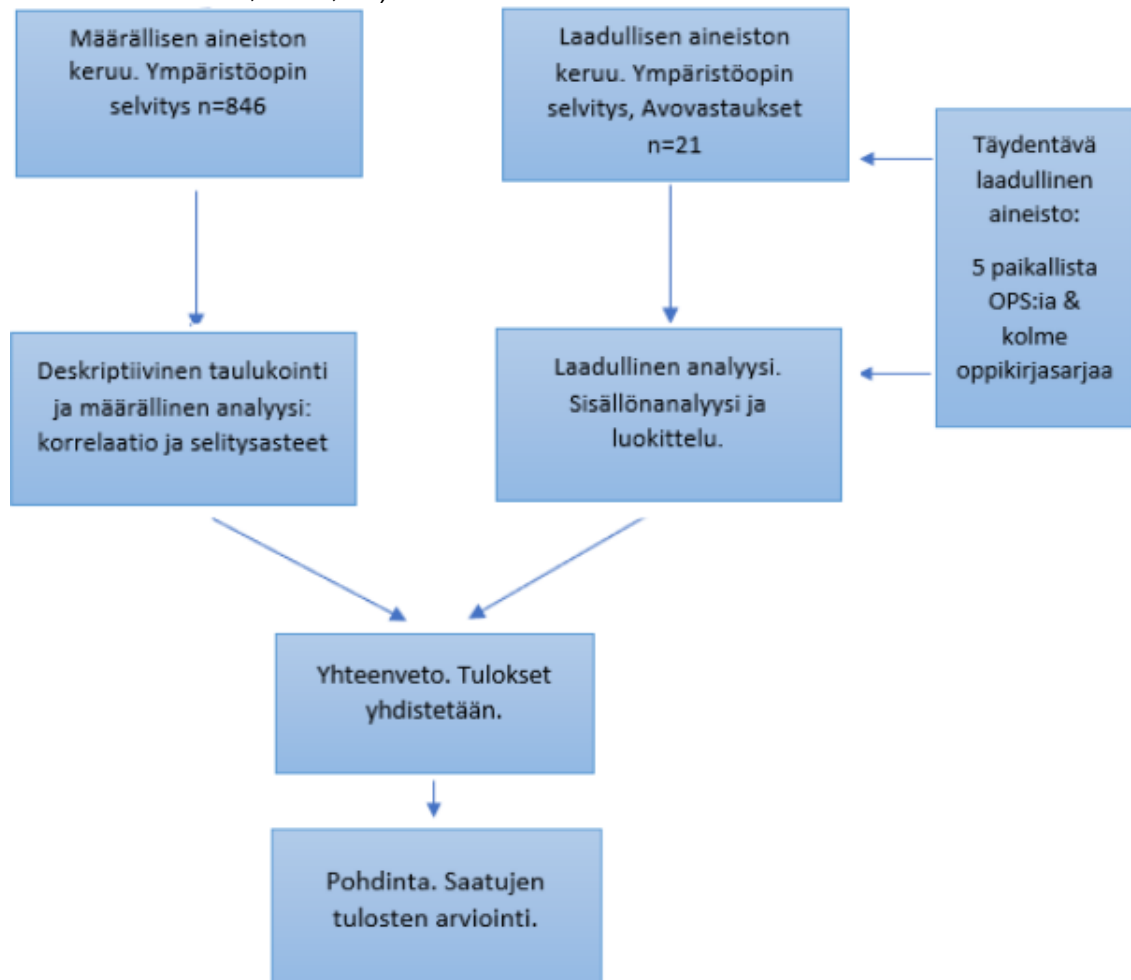 Määrällisen aineiston
keruu. Ympäristöopin
selvitys n=846
Laadullisen aineiston
keruu. Ympäristöopin
selvitys, Avovastaukset
n=21
Täydentävä
laadullinen
aineisto:
5 paikallista
OPS:ia &
kolme
oppikirjasarjaa
Deskriptiivinen taulukointi
ja määrällinen analyysi:
korrelaatio ja selitysasteet
Laadullinen analyysi.
Sisällönanalyysi ja
luokittelu.
Yhteenveto. Tulokset
yhdistetään.
Pohdinta. Saatujen
tulosten arviointi.